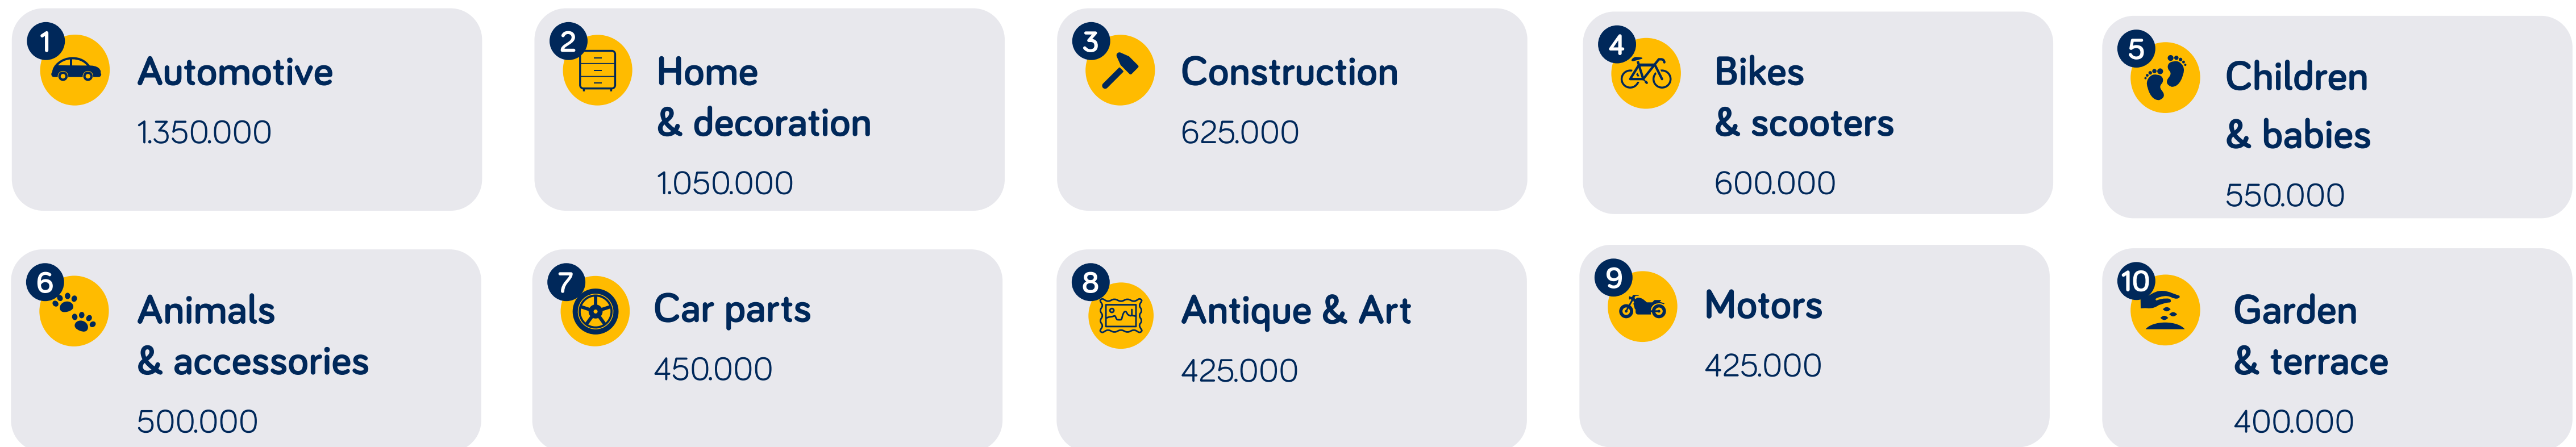 1
Automotive
1.350.000
2
Home
& decoration
1.050.000
3
Construction
625.000
4
Bikes
& scooters
600.000
5
Children
& babies
550.000
6
Animals
& accessories
500.000
7
Car parts
450.000
8
Antique & Art
425.000
9
Motors
425.000
10
Garden
& terrace
400.000